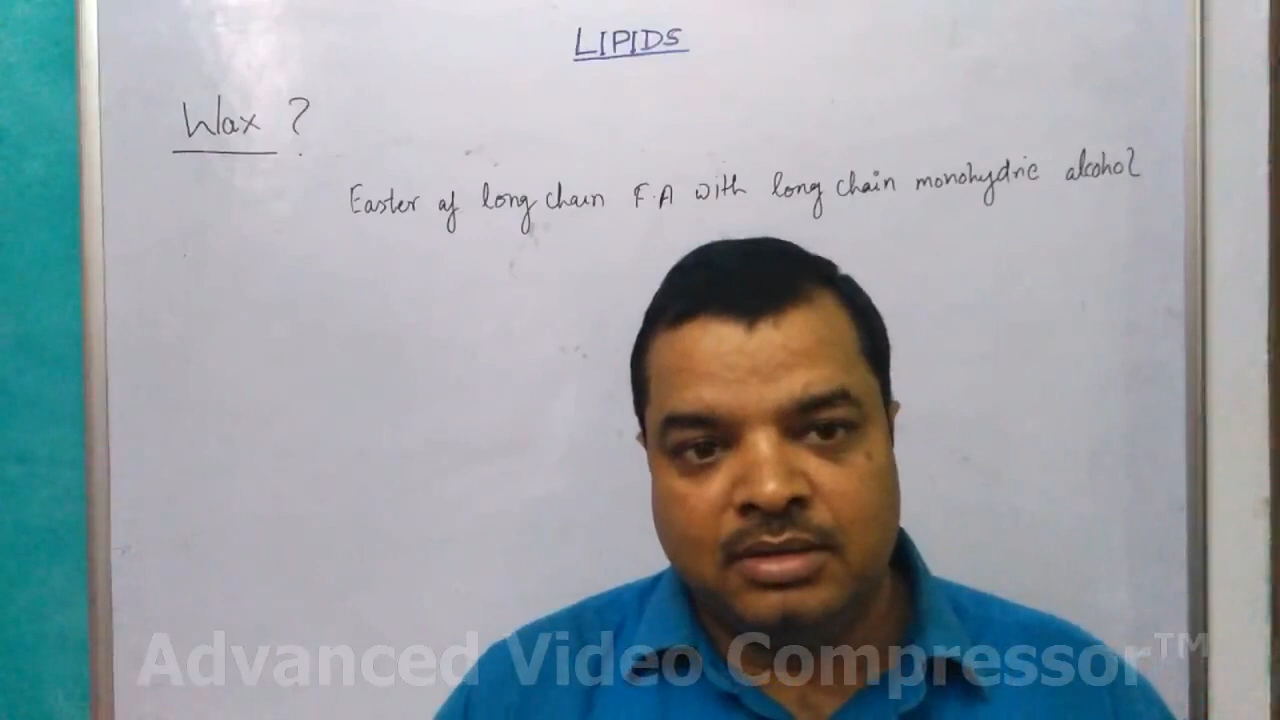 LIPIDS
Wax ?
Easter of long chain F.A with long chain monohydric alcohol
Advanced Video Compressor™